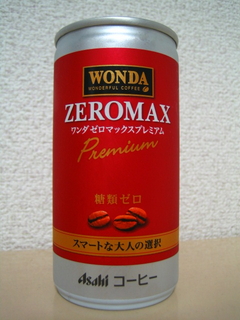 WONDA
WONDERFUL COFFEE
ZEROMAX
ワンダ ゼロマックスプレミアム
Premium
糖類ゼロ
スマートな大人の選択
Asahi コーヒー